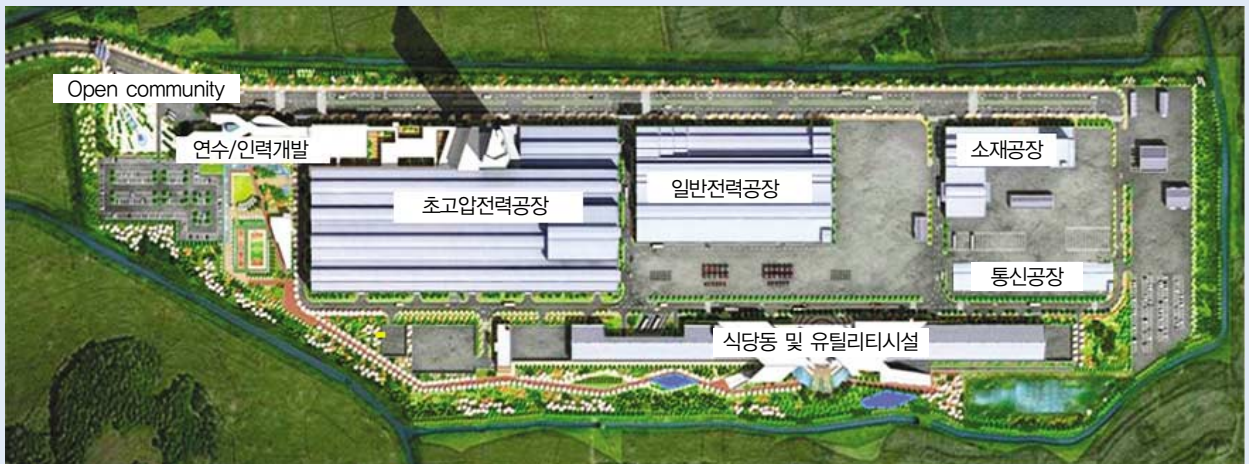 Open community
연수/인력개발
초고압전력공장
일반전력공장
소재공장
통신공장
식당동 및 유틸리티시설